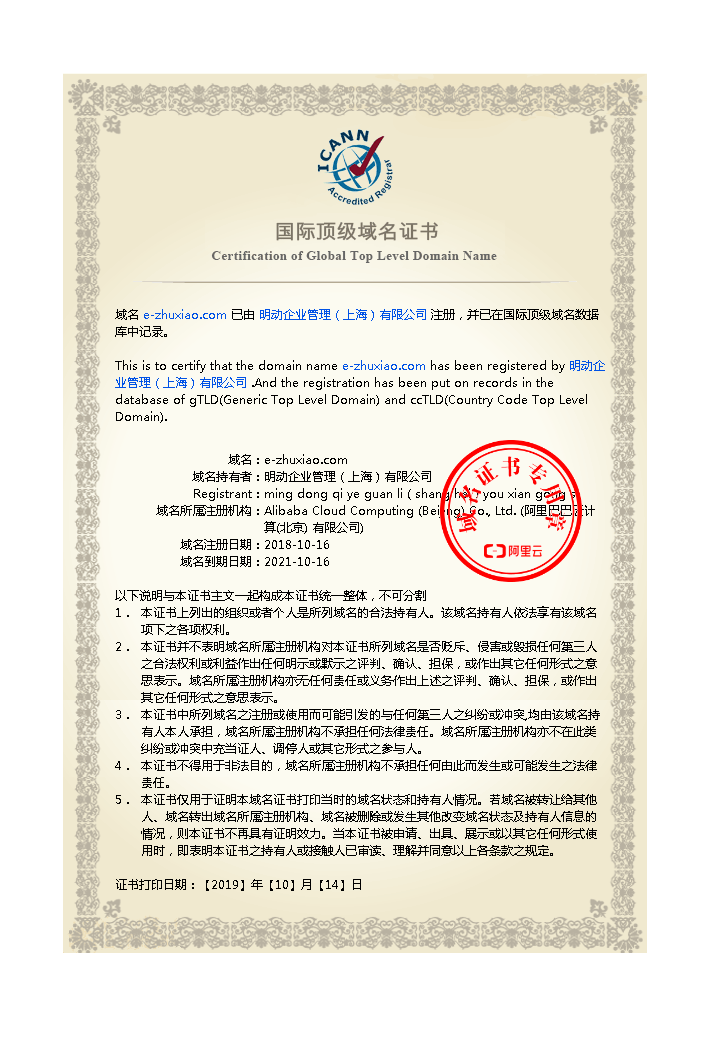 ICANN
Accredited Registrar
国际顶级域名证书
Certification of Global Top Level Domain Name
域名 e-zhuxiao.com 已由 明动企业管理（上海）有限公司 注册，并已在国际顶级域名数据
库中记录。
This is to certify that the domain name e-zhuxiao.com has been registered by 明动企
业管理（上海）有限公司 .And the registration has been put on records in the
database of gTLD(Generic Top Level Domain) and ccTLD(Country Code Top Level
Domain).
域名：e-zhuxiao.com
域名持有者：明动企业管理（上海）有限公司
Registrant：ming dong qi ye guan li ( shang hai ) you xian gong si
域名所属注册机构：Alibaba Cloud Computing (Beijing) Co., Ltd. (阿里巴巴云计
算(北京) 有限公司)
域名注册日期：2018-10-16
域名到期日期：2021-10-16
域名证书专用章
阿里云
以下说明与本证书主文一起构成本证书统一整体，不可分割
1． 本证书上列出的组织或者个人是所列域名的合法持有人。该域名持有人依法享有该域名
项下之各项权利。
2． 本证书并不表明域名所属注册机构对本证书所列域名是否贬斥、侵害或毁损任何第三人
之合法权利或利益作出任何明示或默示之评判、确认、担保，或作出其它任何形式之意
思表示。域名所属注册机构亦无任何责任或义务作出上述之评判、确认、担保，或作出
其它任何形式之意思表示。
3． 本证书中所列域名之注册或使用而可能引发的与任何第三人之纠纷或冲突,均由该域名持
有人本人承担，域名所属注册机构不承担任何法律责任。域名所属注册机构亦不在此类
纠纷或冲突中充当证人、调停人或其它形式之参与人。
4． 本证书不得用于非法目的，域名所属注册机构不承担任何由此而发生或可能发生之法律
责任。
5． 本证书仅用于证明本域名证书打印当时的域名状态和持有人情况。若域名被转让给其他
人、域名转出域名所属注册机构、域名被删除或发生其他改变域名状态及持有人信息的
情况，则本证书不再具有证明效力。当本证书被申请、出具、展示或以其它任何形式使
用时，即表明本证书之持有人或接触人已审读、理解并同意以上各条款之规定。
证书打印日期：【2019】年【10】月【14】日